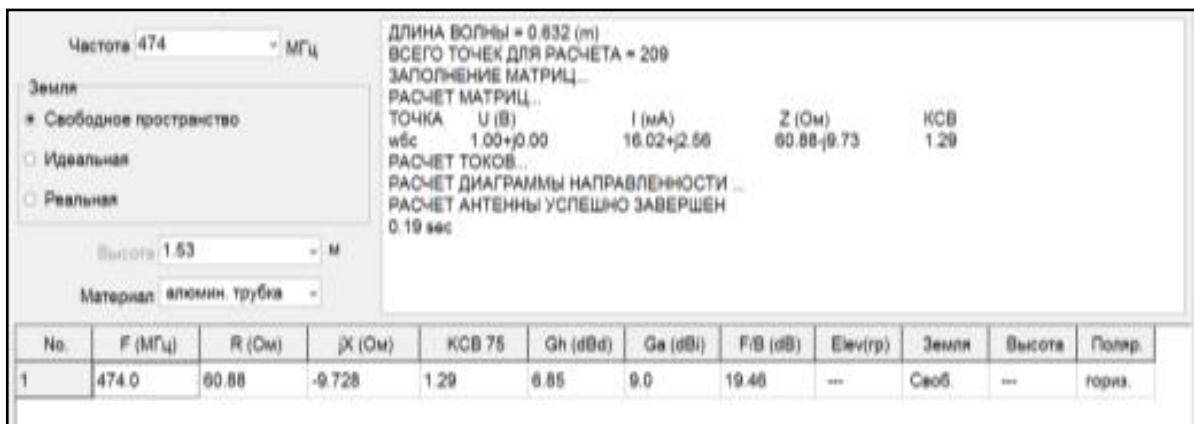 Частота 474 МГц
Земля
Свободное пространство
Идеальная
Реальная
Высота 1.53 м
Материал алюмин. трубка
ДЛИНА ВОЛНЫ = 0.632 (m)
ВСЕГО ТОЧЕК ДЛЯ РАСЧЕТА = 209
ЗАПОЛНЕНИЕ МАТРИЦ...
РАСЧЕТ МАТРИЦ...
ТОЧКА U (В) I (мА) Z (Ом) КСВ
w6c 1.00+j0.00 16.02+j2.56 60.88-j9.73 1.29
РАСЧЕТ ТОКОВ...
РАСЧЕТ ДИАГРАММЫ НАПРАВЛЕННОСТИ ...
РАСЧЕТ АНТЕННЫ УСПЕШНО ЗАВЕРШЕН
0.19 sec
No. F (МГц) R (Ом) jX (Ом) КСВ 75 Gh (dBd) Ga (dBi) F/B (dB) Elev(гр) Земля Высота Поляр.
1 474.0 60.88 -9.728 1.29 6.85 9.0 19.46 --- Своб. --- гориз.